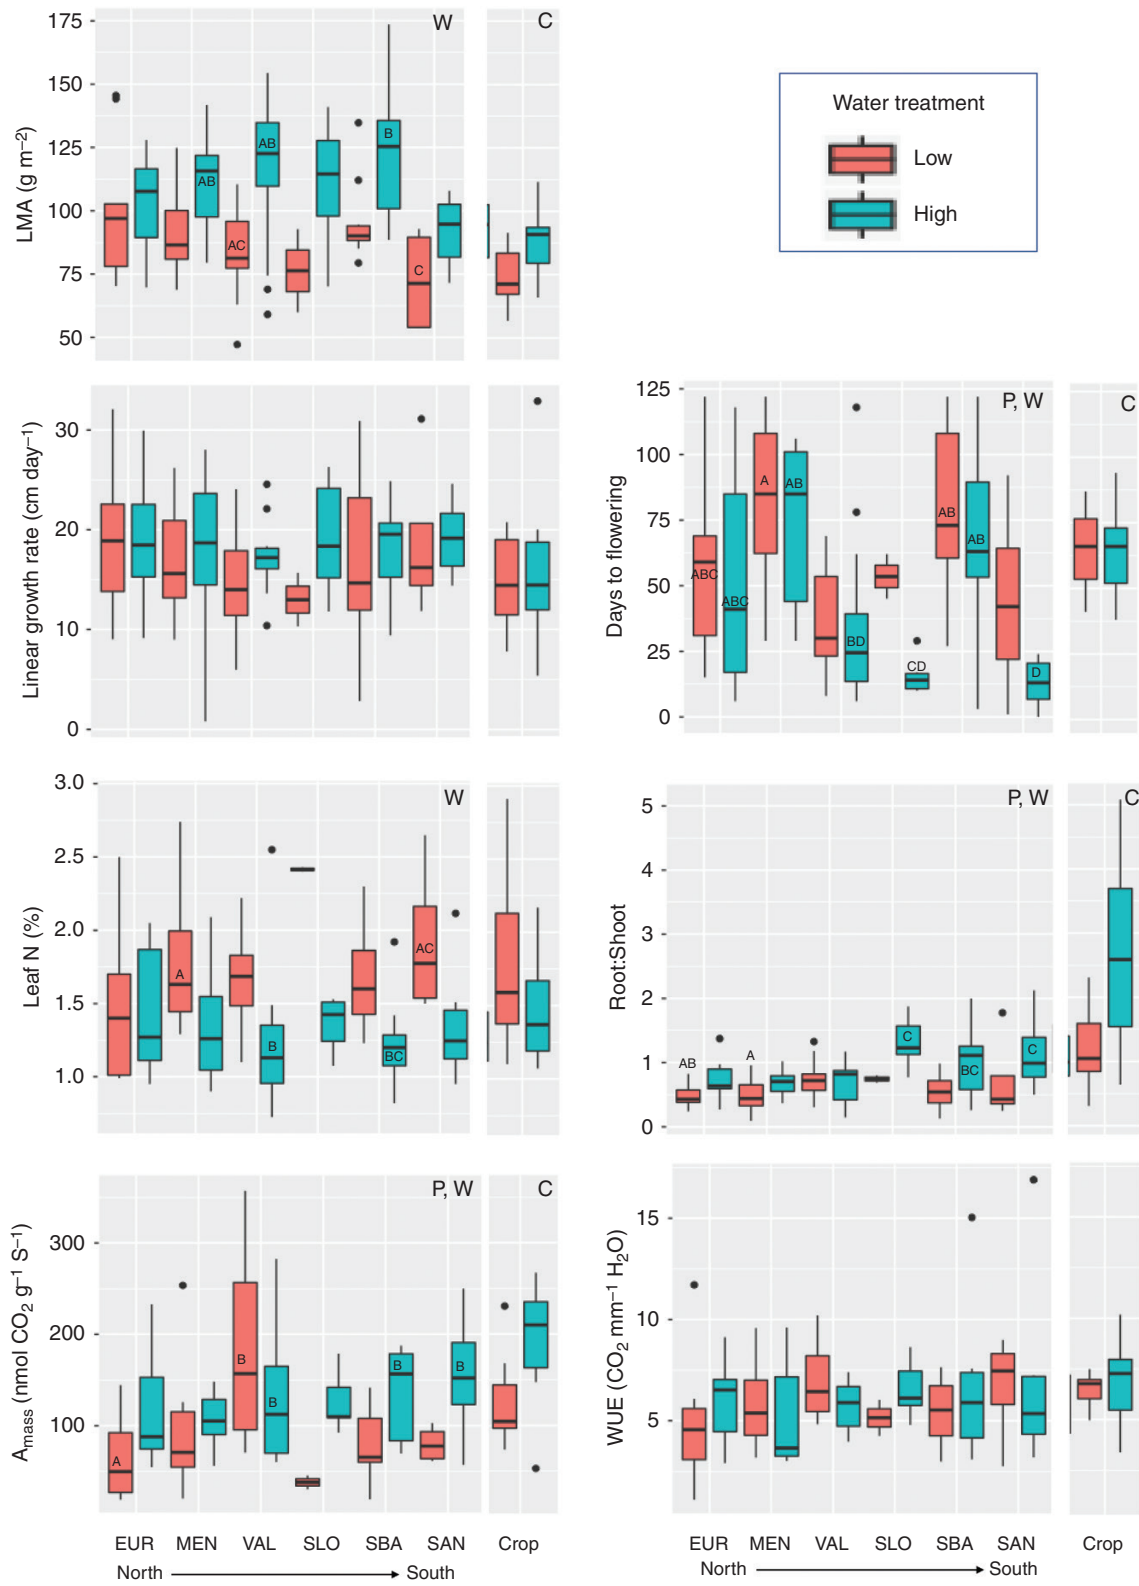 W
C
175
150
125
100
75
50
LMA (g m–2)
AB
AC
AB
B
C
Water treatment
Low
High
30
20
10
0
Linear growth rate (cm day–1)
P, W
C
125
100
75
50
25
0
Days to flowering
ABC
ABC
A
AB
BD
CD
AB
AB
D
W
3.0
2.5
2.0
1.5
1.0
Leaf N (%)
A
B
BC
AC
P, W
C
5
4
3
2
1
0
Root:Shoot
AB
A
C
BC
C
P, W
C
300
200
100
Amass (nmol CO2 g–1 S–1)
A
B
B
B
B
15
10
5
WUE (CO2 mm–1 H2O)
EUR MEN VAL SLO SBA SAN Crop
North South
EUR MEN VAL SLO SBA SAN Crop
North South